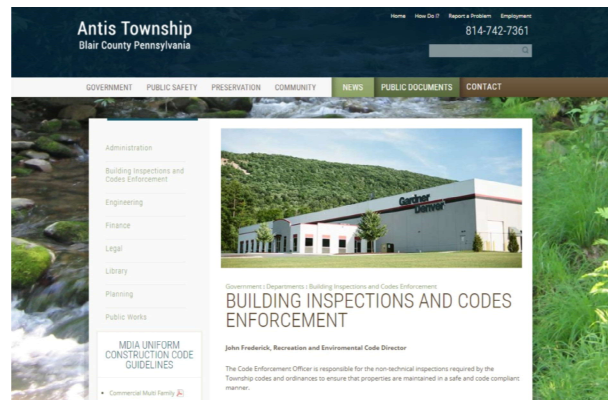 Antis Township
Blair County Pennsylvania
Home How Do I? Report a Problem Employment
814-742-7361
GOVERNMENT PUBLIC SAFETY PRESERVATION COMMUNITY NEWS PUBLIC DOCUMENTS CONTACT
Administration
Building Inspections and
Codes Enforcement
Engineering
Finance
Legal
Library
Planning
Public Works
MDIA UNIFORM
CONSTRUCTION CODE
GUIDELINES
• Commercial Multi Family
Gardner
Denver
Government | Departments | Building Inspections and Codes Enforcement
BUILDING INSPECTIONS AND CODES
ENFORCEMENT
John Frederick, Recreation and Enviromental Code Director
The Code Enforcement Officer is responsible for the non-technical inspections required by the
Township codes and ordinances to ensure that properties are maintained in a safe and code compliant
manner.